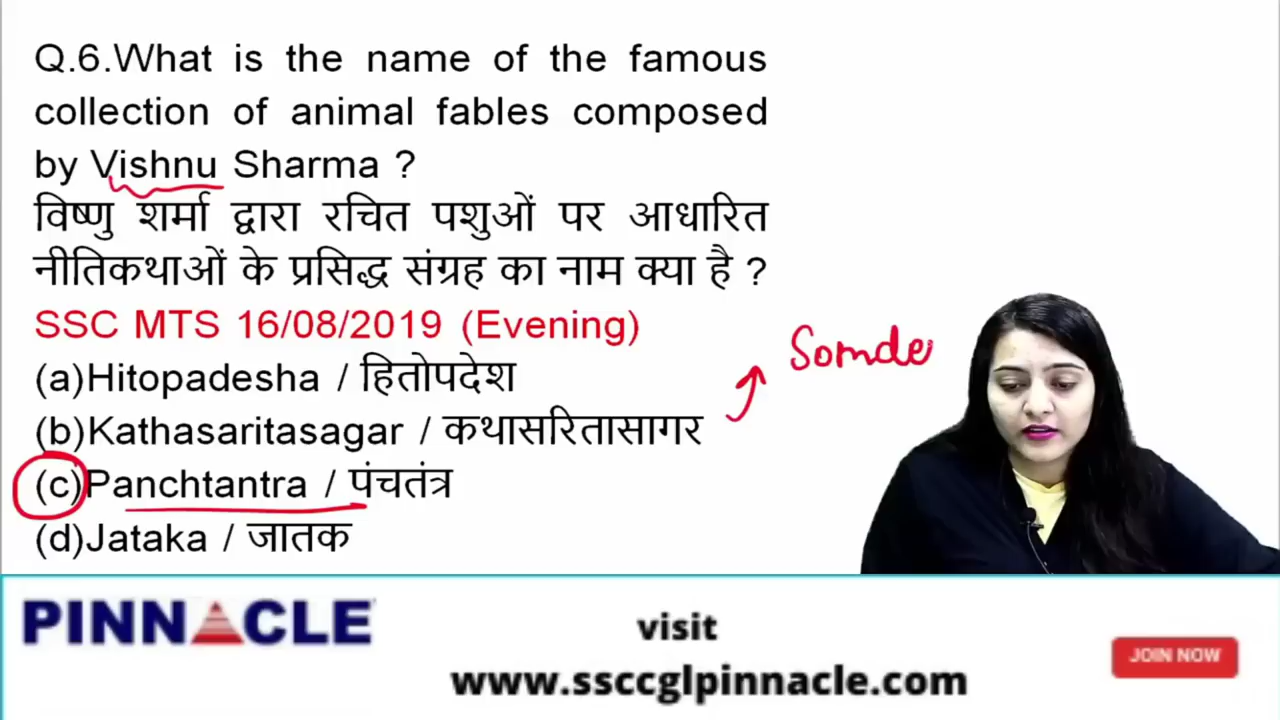 Q.6.What is the name of the famous
collection of animal fables composed
by Vishnu Sharma ?
विष्णु शर्मा द्वारा रचित पशुओं पर आधारित
नीतिकथाओं के प्रसिद्ध संग्रह का नाम क्या है ?
SSC MTS 16/08/2019 (Evening)
Somde
(a)Hitopadesha / हितोपदेश
(b)Kathasaritasagar / कथासरितासागर
(c)Panchtantra / पंचतंत्र
(d)Jataka / जातक
PINNACLE
visit
www.ssccglpinnacle.com
JOIN NOW